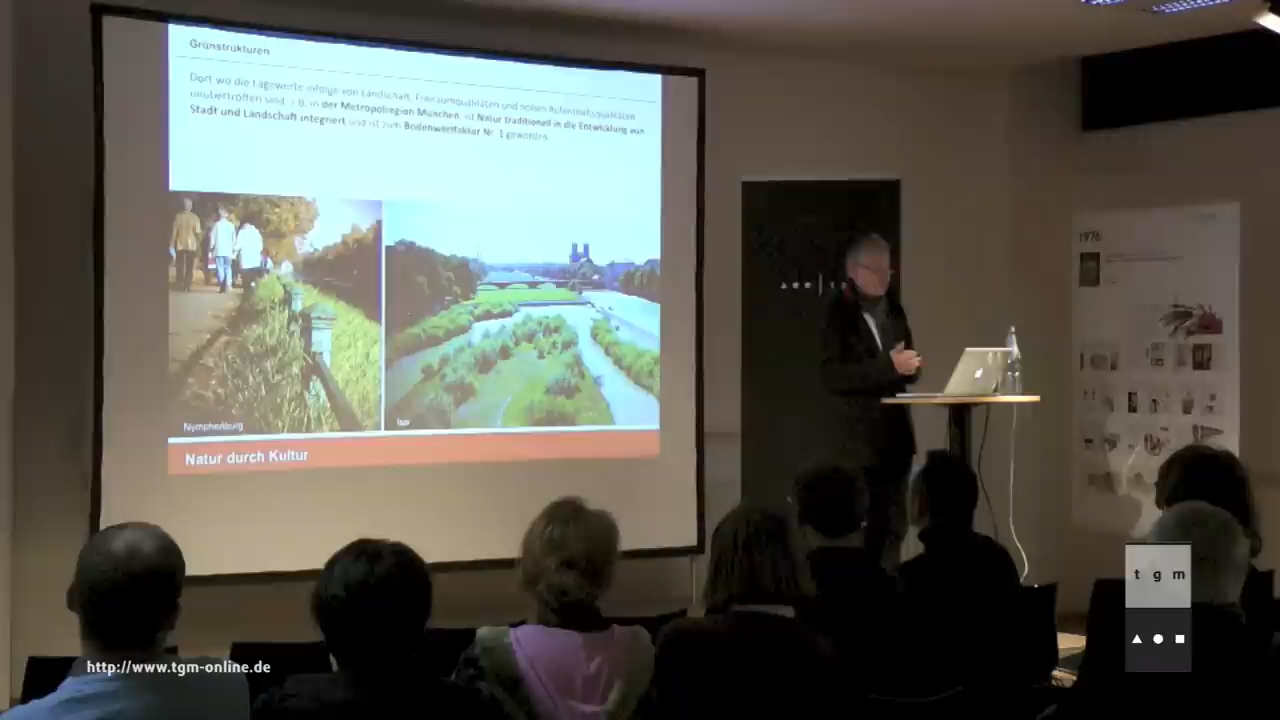 Grünstrukturen
Dort wo die Lagewerte infolge von Landschaft, Freiraumqualitäten und hohen Aufenthaltsqualitäten
unübertroffen sind, z.B. in der Metropolregion München, ist Natur traditionell in die Entwicklung von
Stadt und Landschaft integriert und ist zum Bodenwertfaktor Nr. 1 geworden.
Nymphenburg
Isar
Natur durch Kultur
1976
http://www.tgm-online.de
t g m